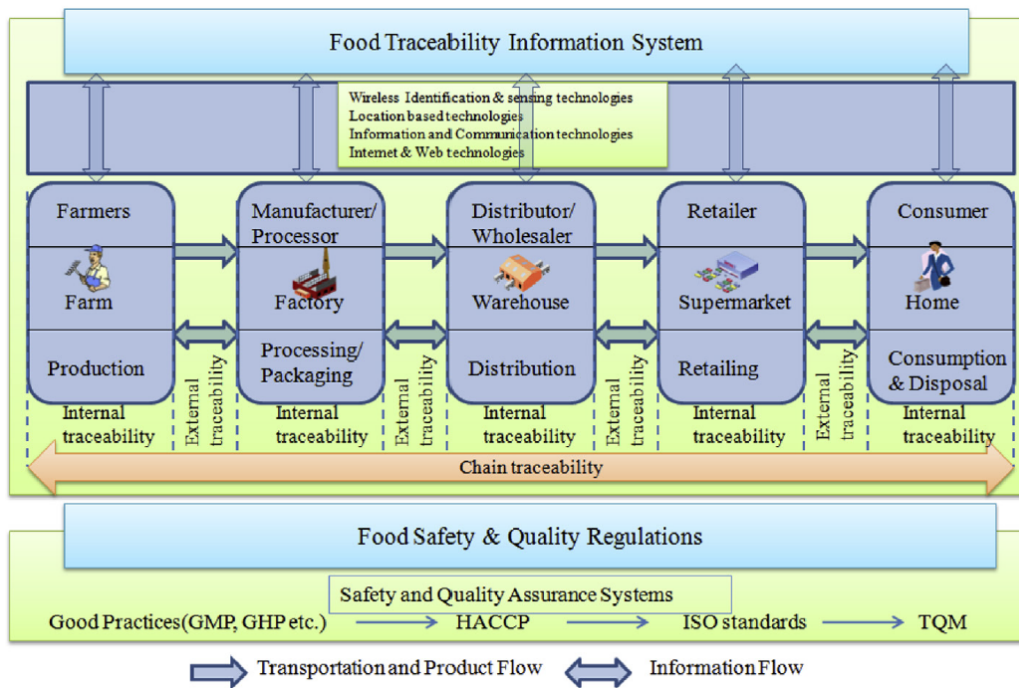 Food Traceability Information System
Wireless Identification & sensing technologies
Location based technologies
Information and Communication technologies
Internet & Web technologies
Farmers
Farm
Production
Manufacturer/
Processor
Factory
Processing/
Packaging
Distributor/
Wholesaler
Warehouse
Distribution
Retailer
Supermarket
Retailing
Consumer
Home
Consumption
& Disposal
Internal
traceability
External
traceability
Internal
traceability
External
traceability
Internal
traceability
External
traceability
Internal
traceability
External
traceability
Internal
traceability
Chain traceability
Food Safety & Quality Regulations
Safety and Quality Assurance Systems
Good Practices(GMP, GHP etc.)
HACCP
ISO standards
TQM
Transportation and Product Flow
Information Flow